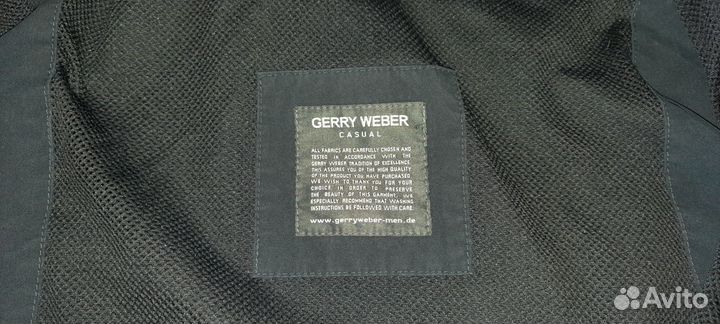 GERRY WEBER
CASUAL
ALL FABRICS ARE CAREFULLY CHOSEN AND
TESTED IN ACCORDANCE WITH THE
GERRY WEBER TRADITION OF EXCELLENCE.
THIS ASSURES YOU OF THE HIGH QUALITY
OF THE PRODUCT YOU HAVE PURCHASED.
WE WISH TO THANK YOU FOR YOUR
CHOICE. IN ORDER TO PRESERVE
THE BEAUTY OF THIS GARMENT, WE
ESPECIALLY RECOMMEND THAT WASHING
INSTRUCTIONS BE FOLLOWED WITH CARE.
www.gerryweber-men.de
Avito